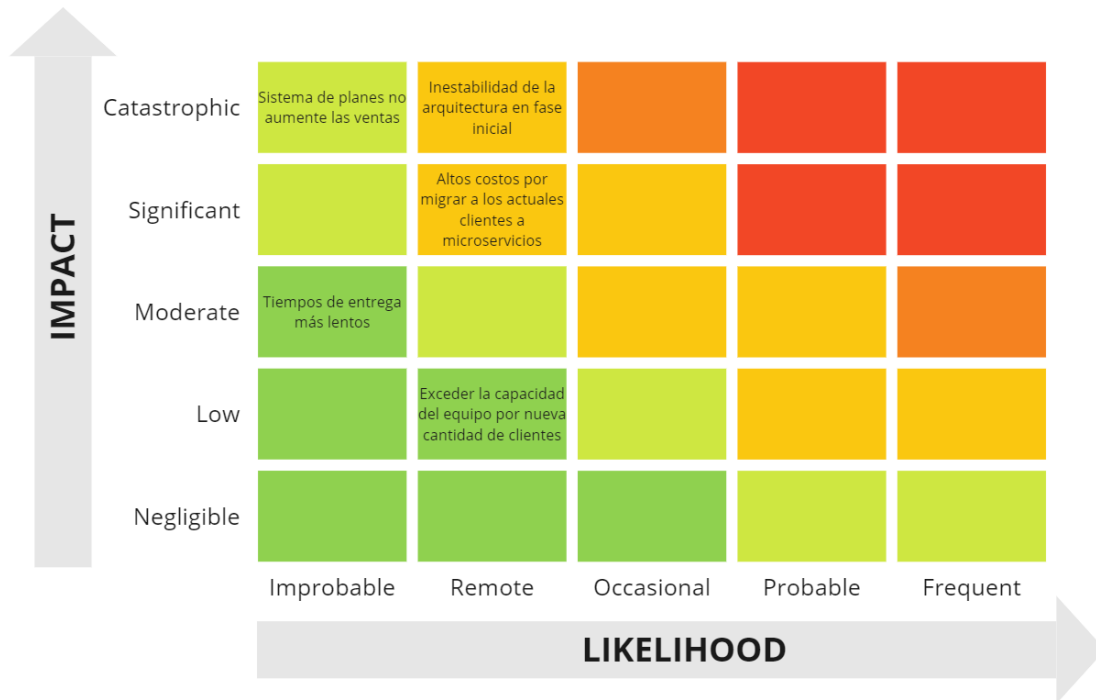 IMPACT
Catastrophic
Sistema de planes no
aumente las ventas
Inestabilidad de la
arquitectura en fase
inicial
Significant
Altos costos por
migrar a los actuales
clientes a
microservicios
Moderate
Tiempos de entrega
más lentos
Low
Exceder la capacidad
del equipo por nueva
cantidad de clientes
Negligible
Improbable
Remote
Occasional
Probable
Frequent
LIKELIHOOD